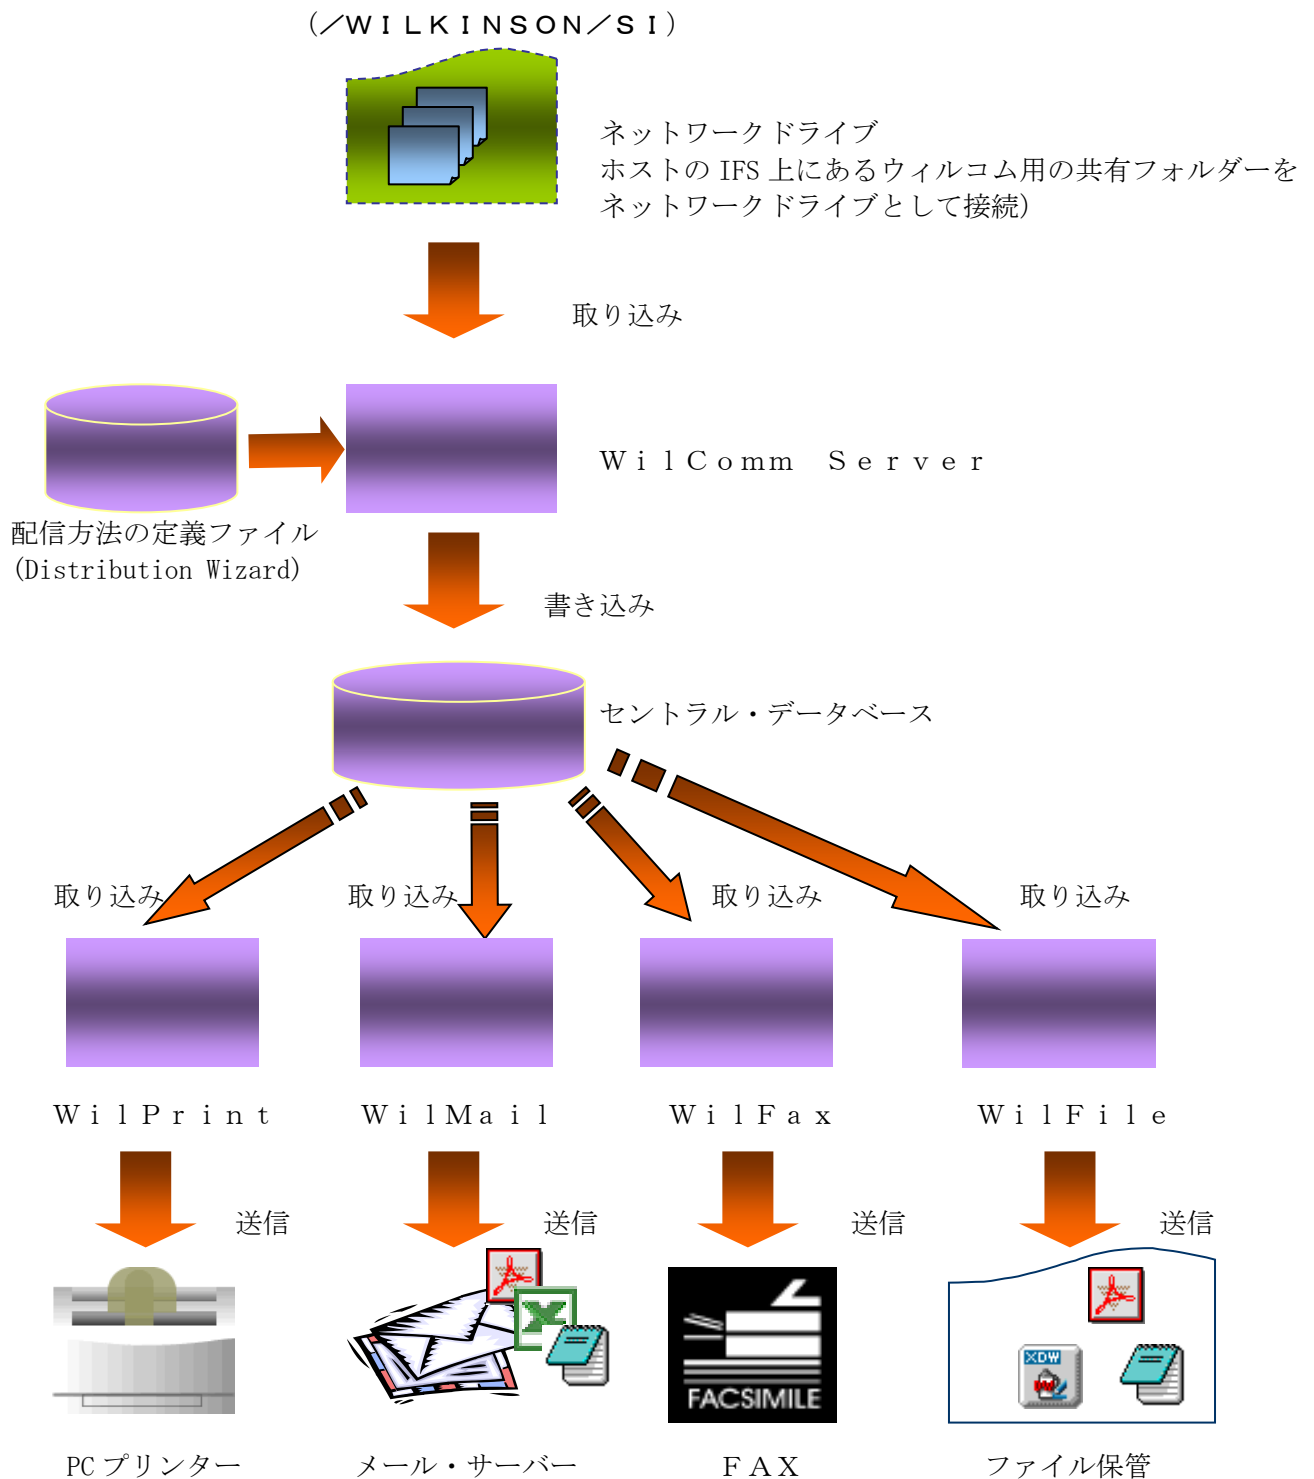 (／ＷＩＬＫＩＮＳＯＮ／ＳＩ)
ネットワークドライブ
ホストの IFS 上にあるウィルコム用の共有フォルダーを
ネットワークドライブとして接続)
取り込み
ＷｉｌＣｏｍｍ　Ｓｅｒｖｅｒ
配信方法の定義ファイル
(Distribution Wizard)
書き込み
セントラル・データベース
取り込み
取り込み
取り込み
取り込み
ＷｉｌＰｒｉｎｔ
ＷｉｌＭａｉｌ
ＷｉｌＦａｘ
ＷｉｌＦｉｌｅ
送信
送信
送信
送信
XDW
FACSIMILE
PC プリンター
メール・サーバー
ＦＡＸ
ファイル保管